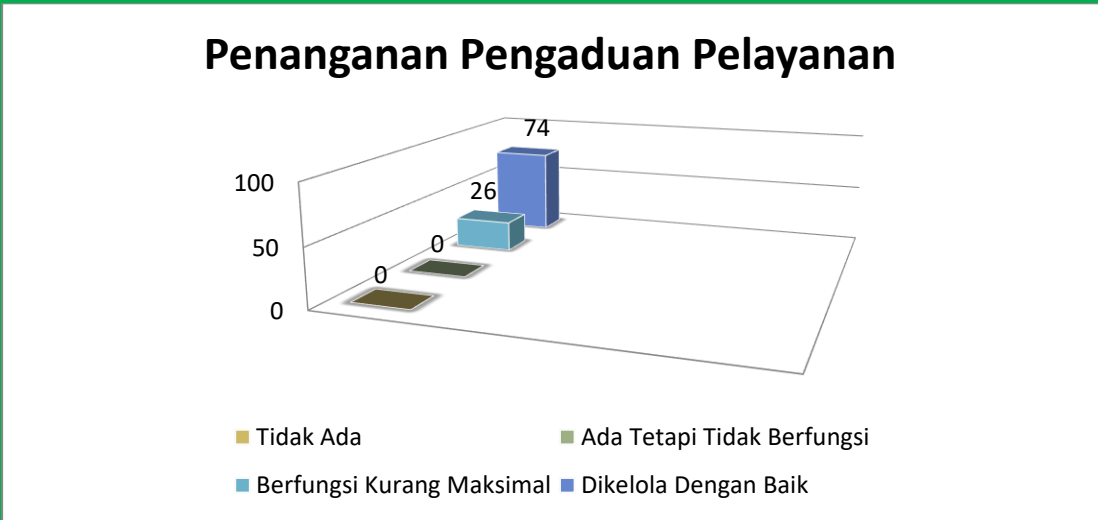 Penanganan Pengaduan Pelayanan
74
100
26
50
0
0
0
Tidak Ada
Ada Tetapi Tidak Berfungsi
Berfungsi Kurang Maksimal
Dikelola Dengan Baik